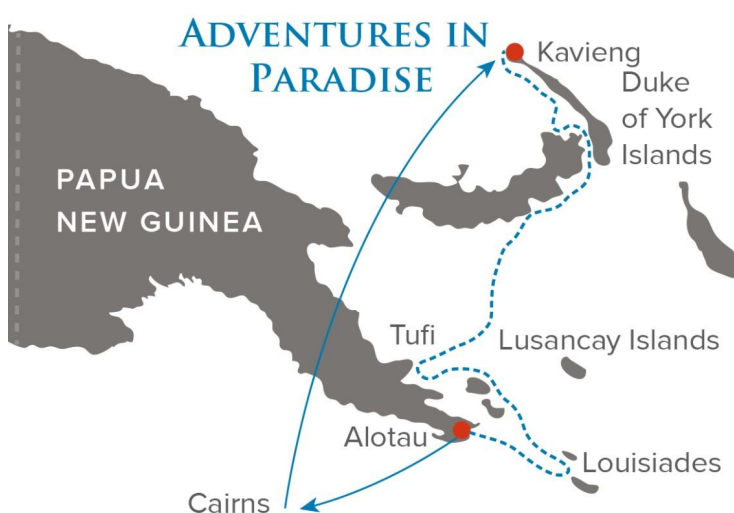 ADVENTURES IN
PARADISE
Kavieng
Duke
of York
Islands
PAPUA
NEW GUINEA
Tufi
Lusancay Islands
Alotau
Louisiades
Cairns